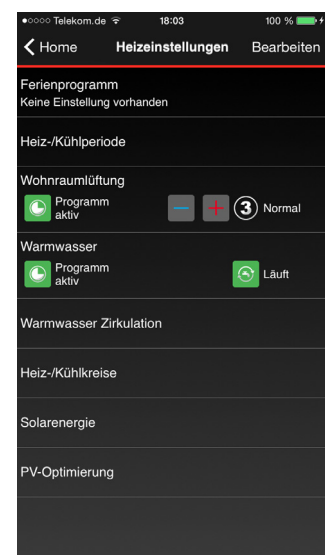 Telekom.de 18:03 100 %
Home Heizeinstellungen Bearbeiten
Ferienprogramm
Keine Einstellung vorhanden
Heiz-/Kühlperiode
Wohnraumlüftung
Programm
aktiv
− + 3 Normal
Warmwasser
Programm
aktiv
Läuft
Warmwasser Zirkulation
Heiz-/Kühlkreise
Solarenergie
PV-Optimierung